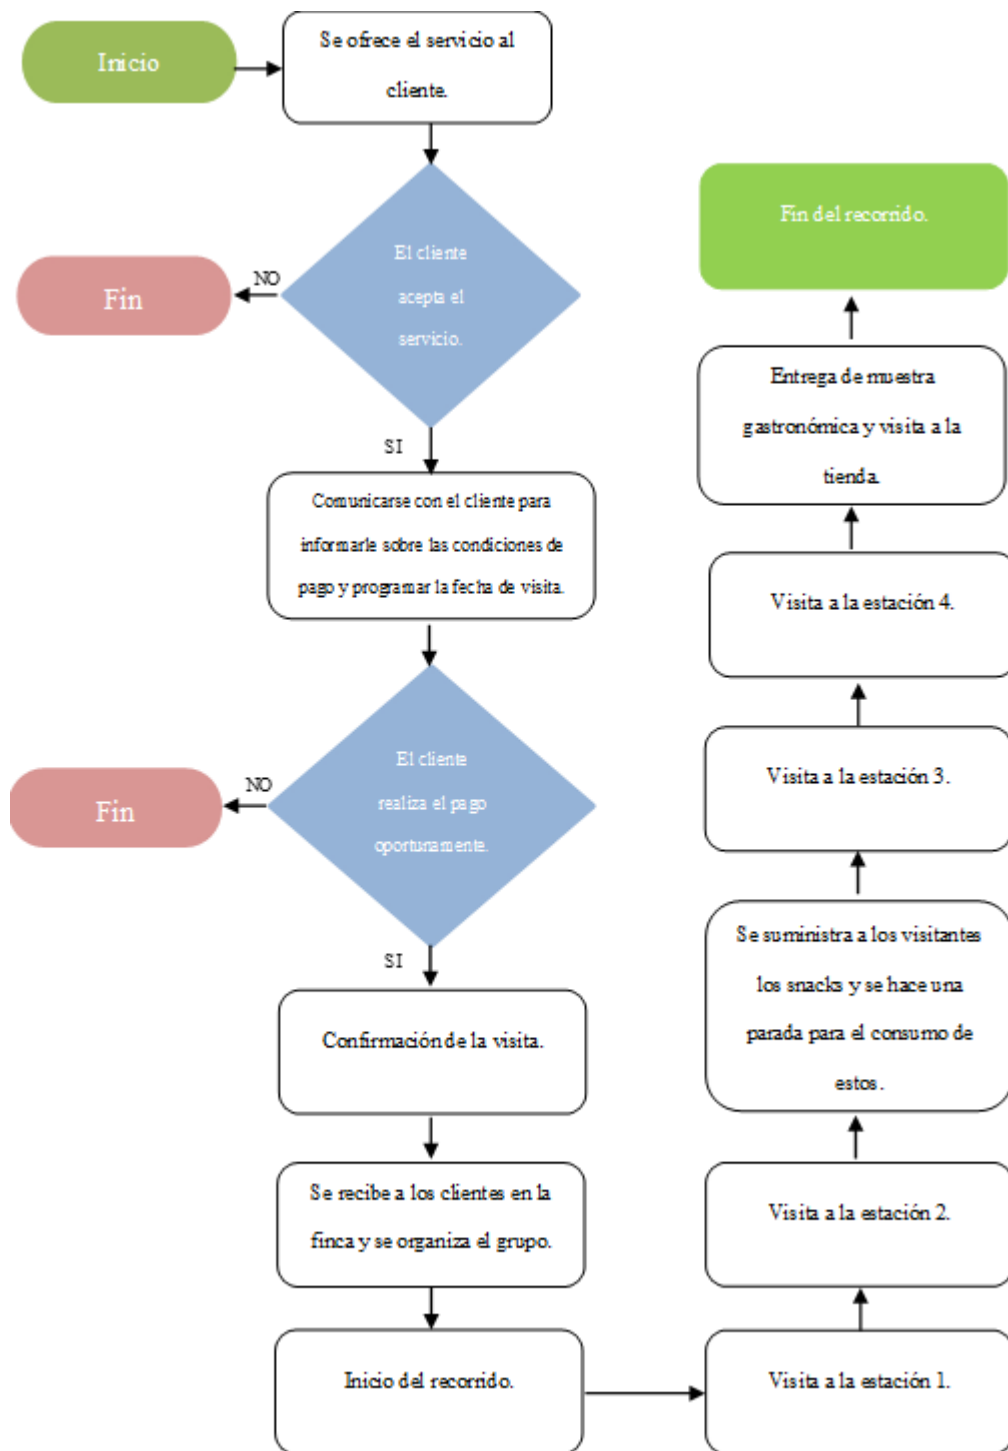 Inicio
Se ofrece el servicio al
cliente.
El cliente
acepta el
servicio.
NO
Fin
SI
Comunicarse con el cliente para
informarle sobre las condiciones de
pago y programar la fecha de visita.
El cliente
realiza el pago
oportunamente.
NO
Fin
SI
Confirmación de la visita.
Se recibe a los clientes en la
finca y se organiza el grupo.
Inicio del recorrido.
Visita a la estación 1.
Visita a la estación 2.
Se suministra a los visitantes
los snacks y se hace una
parada para el consumo de
estos.
Visita a la estación 3.
Visita a la estación 4.
Entrega de muestra
gastronómica y visita a la
tienda.
Fin del recorrido.